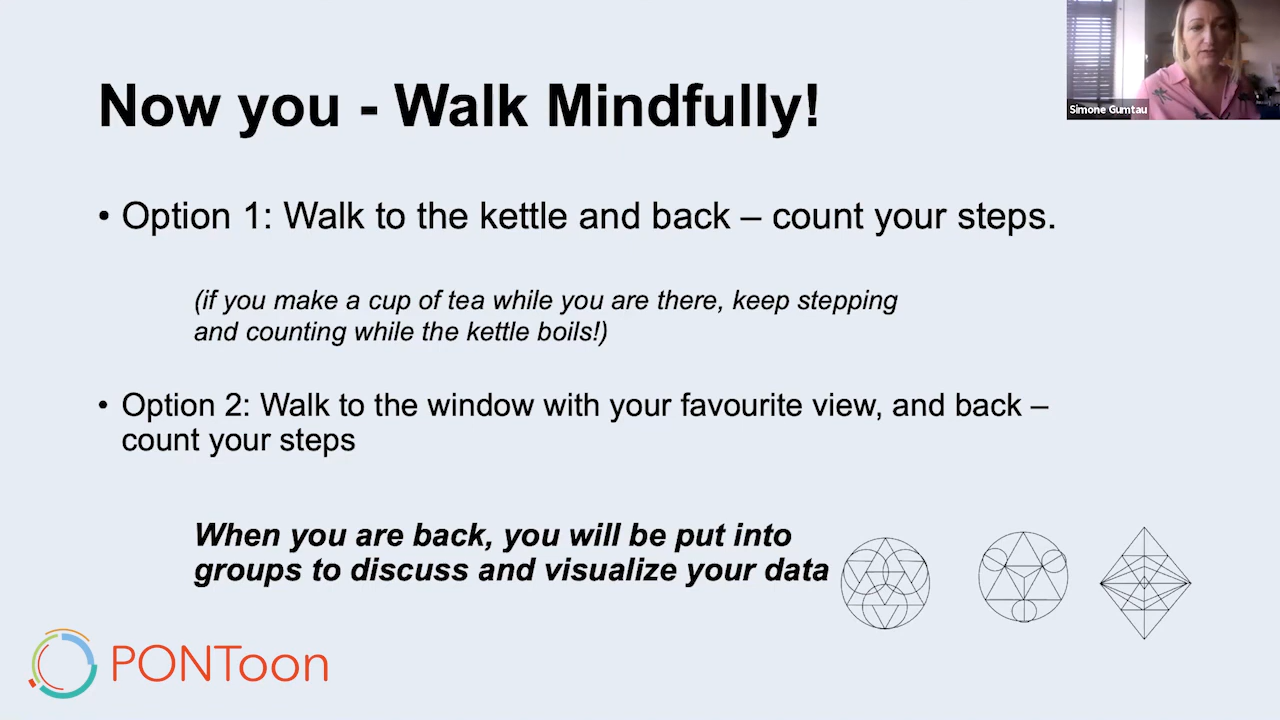 Now you - Walk Mindfully!
Simone Gumtau
• Option 1: Walk to the kettle and back – count your steps.
(if you make a cup of tea while you are there, keep stepping
and counting while the kettle boils!)
• Option 2: Walk to the window with your favourite view, and back –
count your steps
When you are back, you will be put into
groups to discuss and visualize your data
PONToon